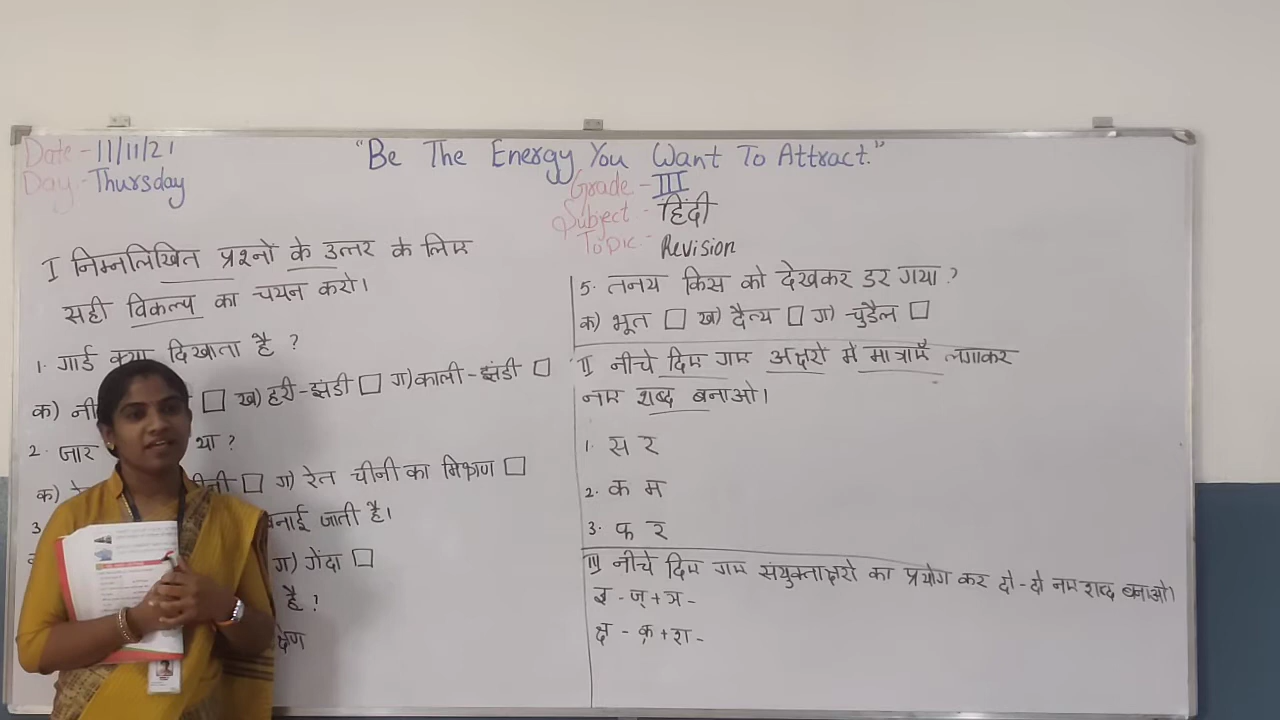 Date - 11/11/21
Day - Thursday
"Be The Energy You Want To Attract."
Grade - III
Subject - हिंदी
Topic - Revision
I निम्नलिखित प्रश्नों के उत्तर के लिए
सही विकल्प का चयन करो।
1. गार्ड क्या दिखाता है ?
क) ख) हरी-झंडी ग) काली-झंडी
2. जार था ?
क) ग) रेत चीनी का मिश्रण
3. बनाई जाती है।
ग) गेंदा
है ?
5. तनय किस को देखकर डर गया ?
क) भूत ख) दैत्य ग) चुडैल
II नीचे दिए गए अक्षरो में मात्राएँ लगाकर
नए शब्द बनाओ।
1. स र
2. क म
3. फ र
III नीचे दिए गए संयुक्ताक्षरो का प्रयोग कर दो-दो नए शब्द बनाओ।
ज्ञ - ज् + ञ -
क्ष - क् + श -